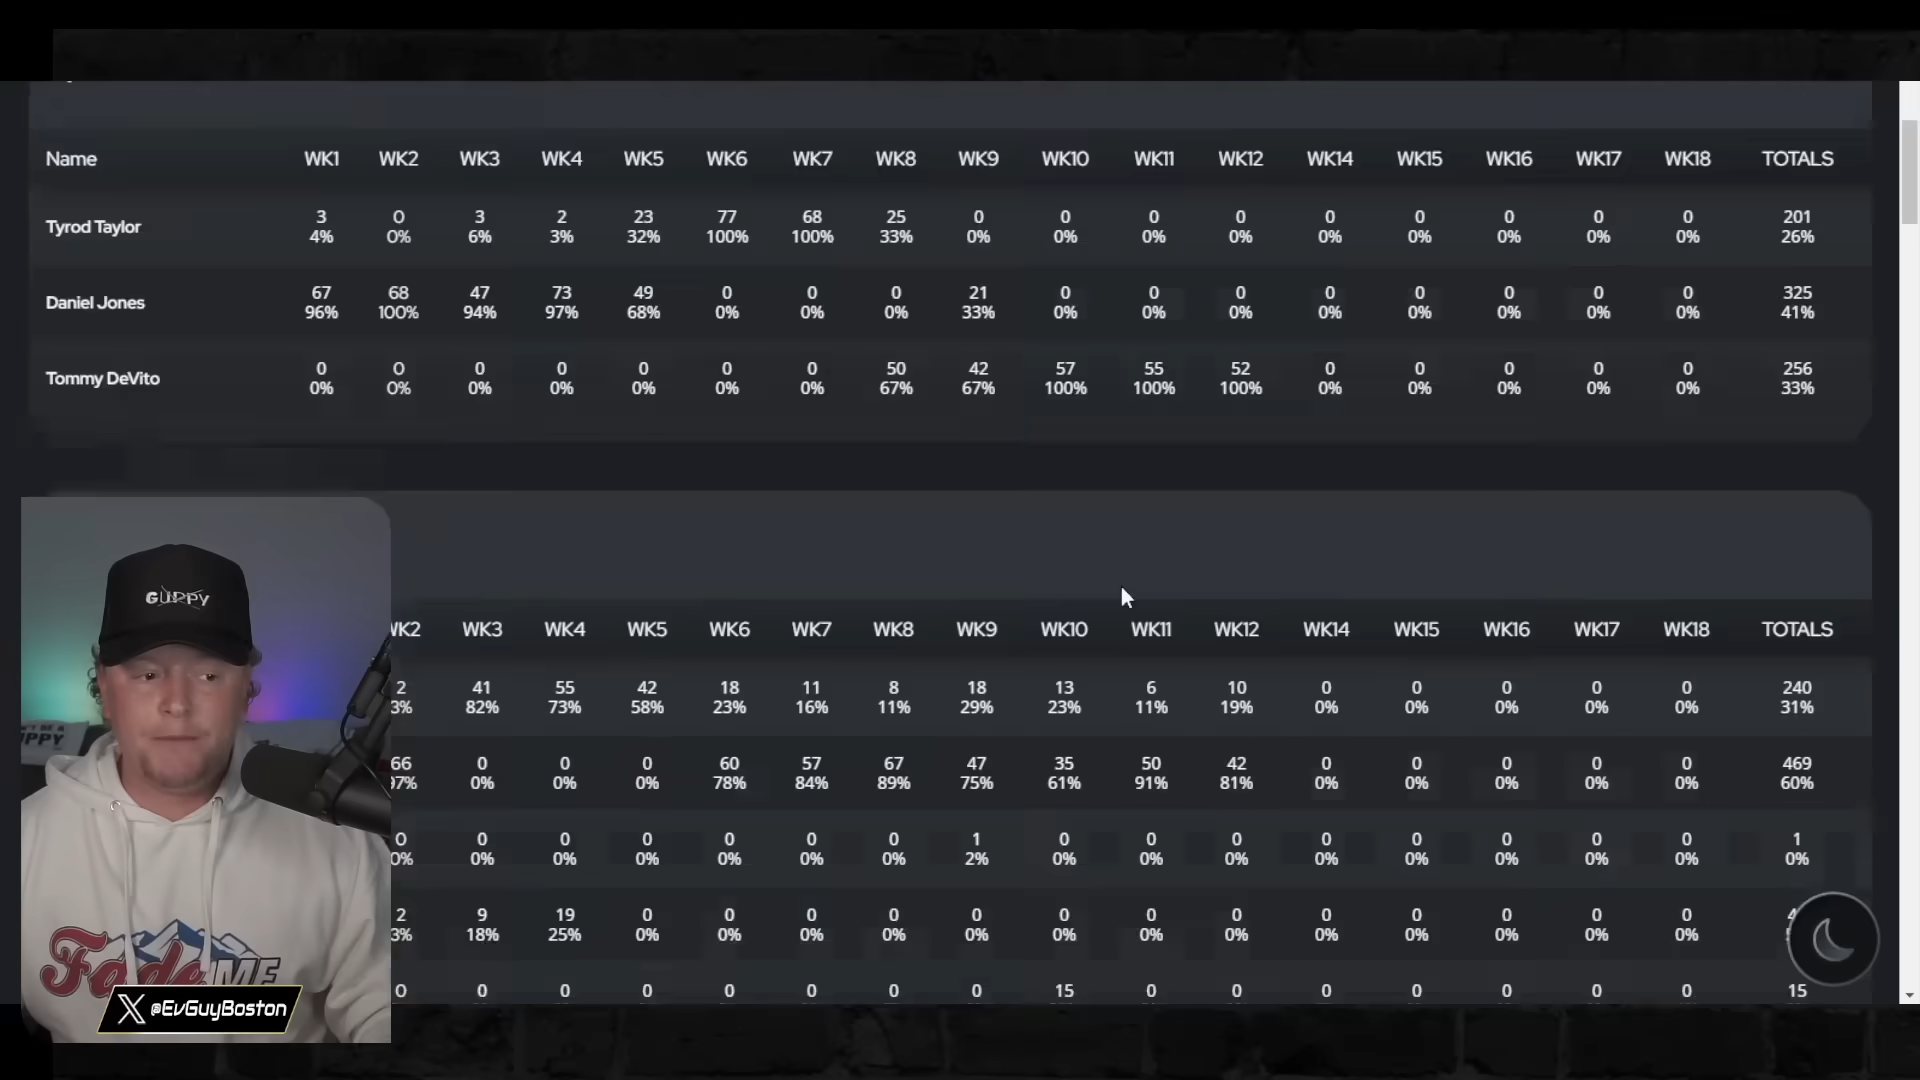 Name WK1 WK2 WK3 WK4 WK5 WK6 WK7 WK8 WK9 WK10 WK11 WK12 WK14 WK15 WK16 WK17 WK18 TOTALS
Tyrod Taylor
3 0 3 2 23 77 68 25 0 0 0 0 0 0 0 0 0 201
4% 0% 6% 3% 32% 100% 100% 33% 0% 0% 0% 0% 0% 0% 0% 0% 0% 26%
Daniel Jones
67 68 47 73 49 0 0 0 21 0 0 0 0 0 0 0 0 325
96% 100% 94% 97% 68% 0% 0% 0% 33% 0% 0% 0% 0% 0% 0% 0% 0% 41%
Tommy DeVito
0 0 0 0 0 0 0 50 42 57 55 52 0 0 0 0 0 256
0% 0% 0% 0% 0% 0% 0% 67% 67% 100% 100% 100% 0% 0% 0% 0% 0% 33%
WK2 WK3 WK4 WK5 WK6 WK7 WK8 WK9 WK10 WK11 WK12 WK14 WK15 WK16 WK17 WK18 TOTALS
2 41 55 42 18 11 8 18 13 6 10 0 0 0 0 0 240
3% 82% 73% 58% 23% 16% 11% 29% 23% 11% 19% 0% 0% 0% 0% 0% 31%
66 0 0 0 60 57 67 47 35 50 42 0 0 0 0 0 469
97% 0% 0% 0% 78% 84% 89% 75% 61% 91% 81% 0% 0% 0% 0% 0% 60%
0 0 0 0 0 0 0 1 0 0 0 0 0 0 0 0 1
0% 0% 0% 0% 0% 0% 0% 2% 0% 0% 0% 0% 0% 0% 0% 0% 0%
2 9 19 0 0 0 0 0 0 0 0 0 0 0 0 0
3% 18% 25% 0% 0% 0% 0% 0% 0% 0% 0% 0% 0% 0% 0% 0%
0 0 0 0 0 0 0 0 15 0 0 0 0 0 0 0 15
GUPPY
Fade ME
X @EvGuyBoston